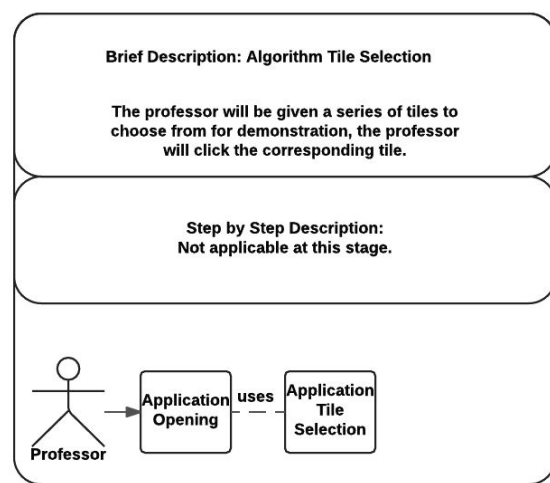 Brief Description: Algorithm Tile Selection
The professor will be given a series of tiles to
choose from for demonstration, the professor
will click the corresponding tile.
Step by Step Description:
Not applicable at this stage.
Professor
Application
Opening
uses
Application
Tile
Selection